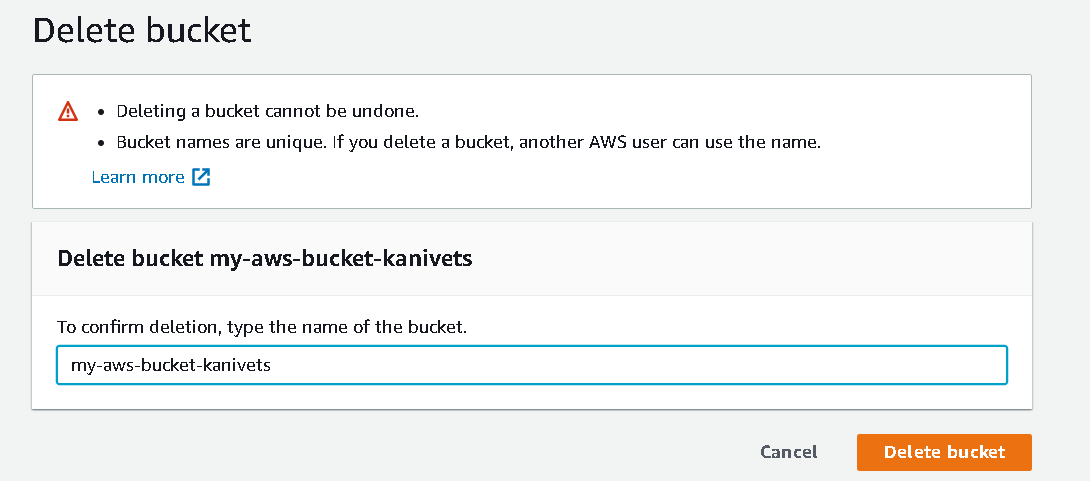 Delete bucket
• Deleting a bucket cannot be undone.
• Bucket names are unique. If you delete a bucket, another AWS user can use the name.
Learn more
Delete bucket my-aws-bucket-kanivets
To confirm deletion, type the name of the bucket.
my-aws-bucket-kanivets
Cancel Delete bucket